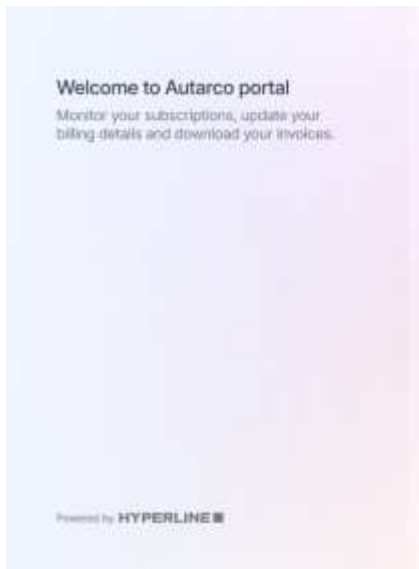 Welcome to Autarco portal
Monitor your subscriptions, update your
billing details and download your invoices.
Powered by HYPERLINE